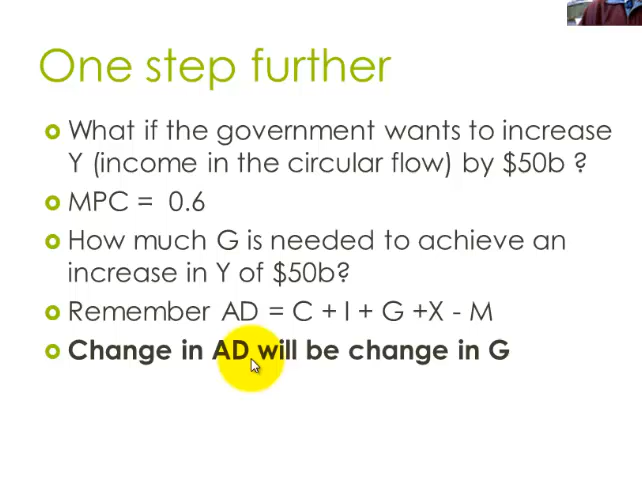 One step further
What if the government wants to increase
Y (income in the circular flow) by $50b ?
MPC = 0.6
How much G is needed to achieve an
increase in Y of $50b?
Remember AD = C + I + G +X - M
Change in AD will be change in G